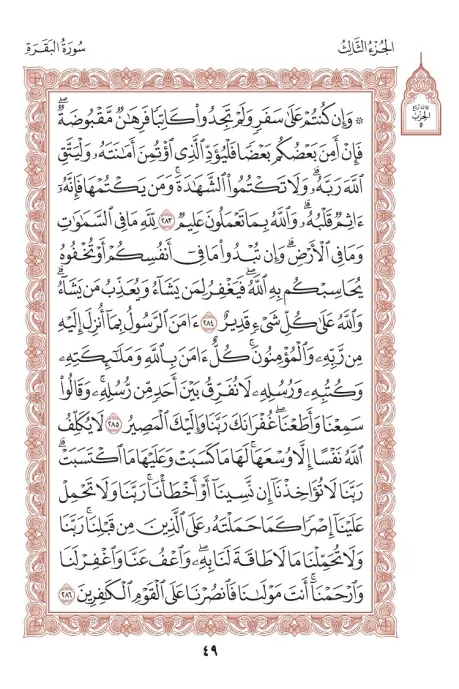 الجزء الثالث
سورة البقرة
الحزب
٥
۞ وَإِن كُنتُمْ عَلَىٰ سَفَرٍ وَلَمْ تَجِدُوا۟ كَاتِبًا فَرِهَـٰنٌ مَّقْبُوضَةٌ ۖ
فَإِنْ أَمِنَ بَعْضُكُم بَعْضًا فَلْيُؤَدِّ ٱلَّذِى ٱؤْتُمِنَ أَمَـٰنَتَهُۥ وَلْيَتَّقِ
ٱللَّهَ رَبَّهُۥ ۗ وَلَا تَكْتُمُوا۟ ٱلشَّهَـٰدَةَ ۚ وَمَن يَكْتُمْهَا فَإِنَّهُۥٓ
ءَاثِمٌ قَلْبُهُۥ ۗ وَٱللَّهُ بِمَا تَعْمَلُونَ عَلِيمٌ ٢٨٣ لِّلَّهِ مَا فِى ٱلسَّمَـٰوَٰتِ
وَمَا فِى ٱلْأَرْضِ ۗ وَإِن تُبْدُوا۟ مَا فِىٓ أَنفُسِكُمْ أَوْ تُخْفُوهُ
يُحَاسِبْكُم بِهِ ٱللَّهُ ۖ فَيَغْفِرُ لِمَن يَشَآءُ وَيُعَذِّبُ مَن يَشَآءُ ۗ
وَٱللَّهُ عَلَىٰ كُلِّ شَىْءٍ قَدِيرٌ ٢٨٤ ءَامَنَ ٱلرَّسُولُ بِمَآ أُنزِلَ إِلَيْهِ
مِن رَّبِّهِۦ وَٱلْمُؤْمِنُونَ ۚ كُلٌّ ءَامَنَ بِٱللَّهِ وَمَلَـٰٓئِكَتِهِۦ
وَكُتُبِهِۦ وَرُسُلِهِۦ لَا نُفَرِّقُ بَيْنَ أَحَدٍ مِّن رُّسُلِهِۦ ۚ وَقَالُوا۟
سَمِعْنَا وَأَطَعْنَا ۖ غُفْرَانَكَ رَبَّنَا وَإِلَيْكَ ٱلْمَصِيرُ ٢٨٥ لَا يُكَلِّفُ
ٱللَّهُ نَفْسًا إِلَّا وُسْعَهَا ۚ لَهَا مَا كَسَبَتْ وَعَلَيْهَا مَا ٱكْتَسَبَتْ ۗ
رَبَّنَا لَا تُؤَاخِذْنَآ إِن نَّسِينَآ أَوْ أَخْطَأْنَا ۚ رَبَّنَا وَلَا تَحْمِلْ
عَلَيْنَآ إِصْرًا كَمَا حَمَلْتَهُۥ عَلَى ٱلَّذِينَ مِن قَبْلِنَا ۚ رَبَّنَا
وَلَا تُحَمِّلْنَا مَا لَا طَاقَةَ لَنَا بِهِۦ ۖ وَٱعْفُ عَنَّا وَٱغْفِرْ لَنَا
وَٱرْحَمْنَآ ۚ أَنتَ مَوْلَىٰنَا فَٱنصُرْنَا عَلَى ٱلْقَوْمِ ٱلْكَـٰفِرِينَ ٢٨٦
٤٩